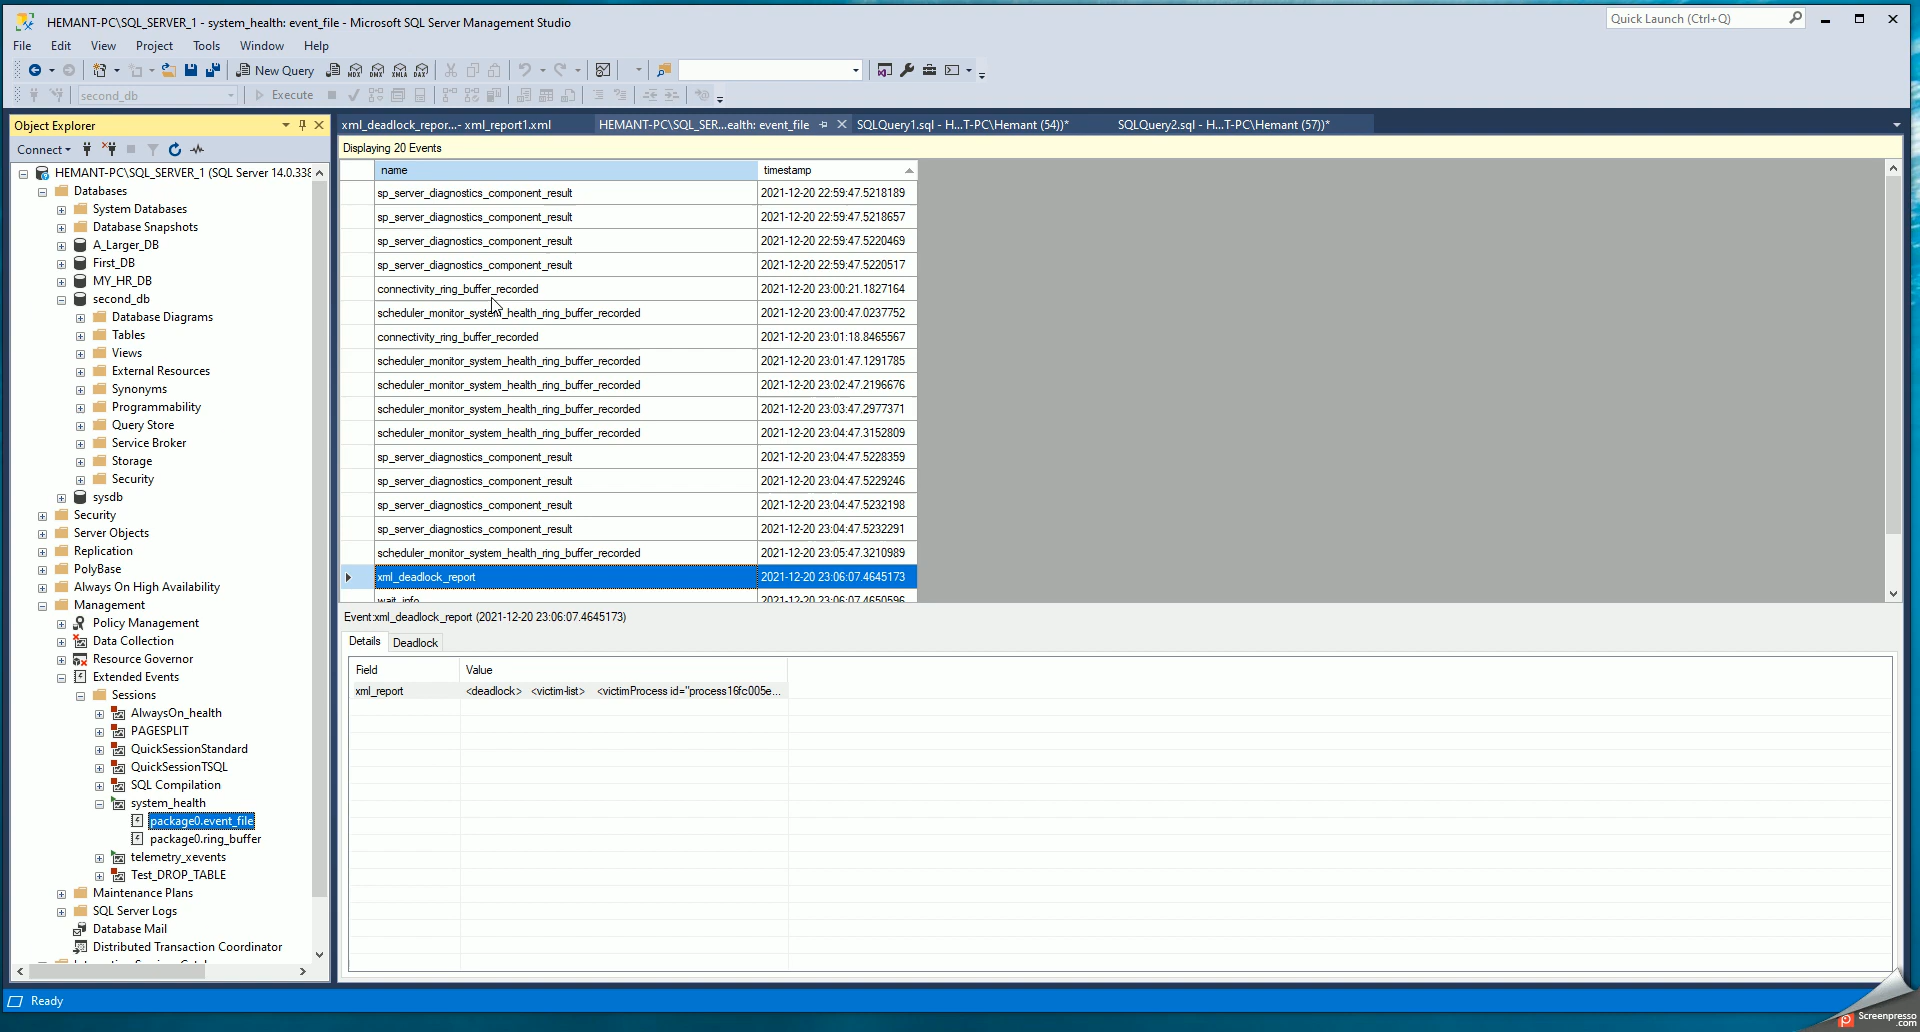 HEMANT-PC\SQL_SERVER_1 - system_health: event_file - Microsoft SQL Server Management Studio
Quick Launch (Ctrl+Q)
File Edit View Project Tools Window Help
New Query
second_db
Execute
Object Explorer
Connect
HEMANT-PC\SQL_SERVER_1 (SQL Server 14.0.338
Databases
System Databases
Database Snapshots
A_Larger_DB
First_DB
MY_HR_DB
second_db
Database Diagrams
Tables
Views
External Resources
Synonyms
Programmability
Query Store
Service Broker
Storage
Security
sysdb
Security
Server Objects
Replication
PolyBase
Always On High Availability
Management
Policy Management
Data Collection
Resource Governor
Extended Events
Sessions
AlwaysOn_health
PAGESPLIT
QuickSessionStandard
QuickSessionTSQL
SQL Compilation
system_health
package0.event_file
package0.ring_buffer
telemetry_xevents
Test_DROP_TABLE
Maintenance Plans
SQL Server Logs
Database Mail
Distributed Transaction Coordinator
xml_deadlock_repor...- xml_report1.xml
HEMANT-PC\SQL_SER...ealth: event_file
SQLQuery1.sql - H...T-PC\Hemant (54))*
SQLQuery2.sql - H...T-PC\Hemant (57))*
Displaying 20 Events
name timestamp
sp_server_diagnostics_component_result 2021-12-20 22:59:47.5218189
sp_server_diagnostics_component_result 2021-12-20 22:59:47.5218657
sp_server_diagnostics_component_result 2021-12-20 22:59:47.5220469
sp_server_diagnostics_component_result 2021-12-20 22:59:47.5220517
connectivity_ring_buffer_recorded 2021-12-20 23:00:21.1827164
scheduler_monitor_system_health_ring_buffer_recorded 2021-12-20 23:00:47.0237752
connectivity_ring_buffer_recorded 2021-12-20 23:01:18.8465567
scheduler_monitor_system_health_ring_buffer_recorded 2021-12-20 23:01:47.1291785
scheduler_monitor_system_health_ring_buffer_recorded 2021-12-20 23:02:47.2196676
scheduler_monitor_system_health_ring_buffer_recorded 2021-12-20 23:03:47.2977371
scheduler_monitor_system_health_ring_buffer_recorded 2021-12-20 23:04:47.3152809
sp_server_diagnostics_component_result 2021-12-20 23:04:47.5228359
sp_server_diagnostics_component_result 2021-12-20 23:04:47.5229246
sp_server_diagnostics_component_result 2021-12-20 23:04:47.5232198
sp_server_diagnostics_component_result 2021-12-20 23:04:47.5232291
scheduler_monitor_system_health_ring_buffer_recorded 2021-12-20 23:05:47.3210989
xml_deadlock_report 2021-12-20 23:06:07.4645173
wait_info 2021-12-20 23:06:07.4650596
Event:xml_deadlock_report (2021-12-20 23:06:07.4645173)
Details Deadlock
Field Value
xml_report <deadlock> <victim-list> <victimProcess id="process16fc005e...
Ready
Screenpresso
.com